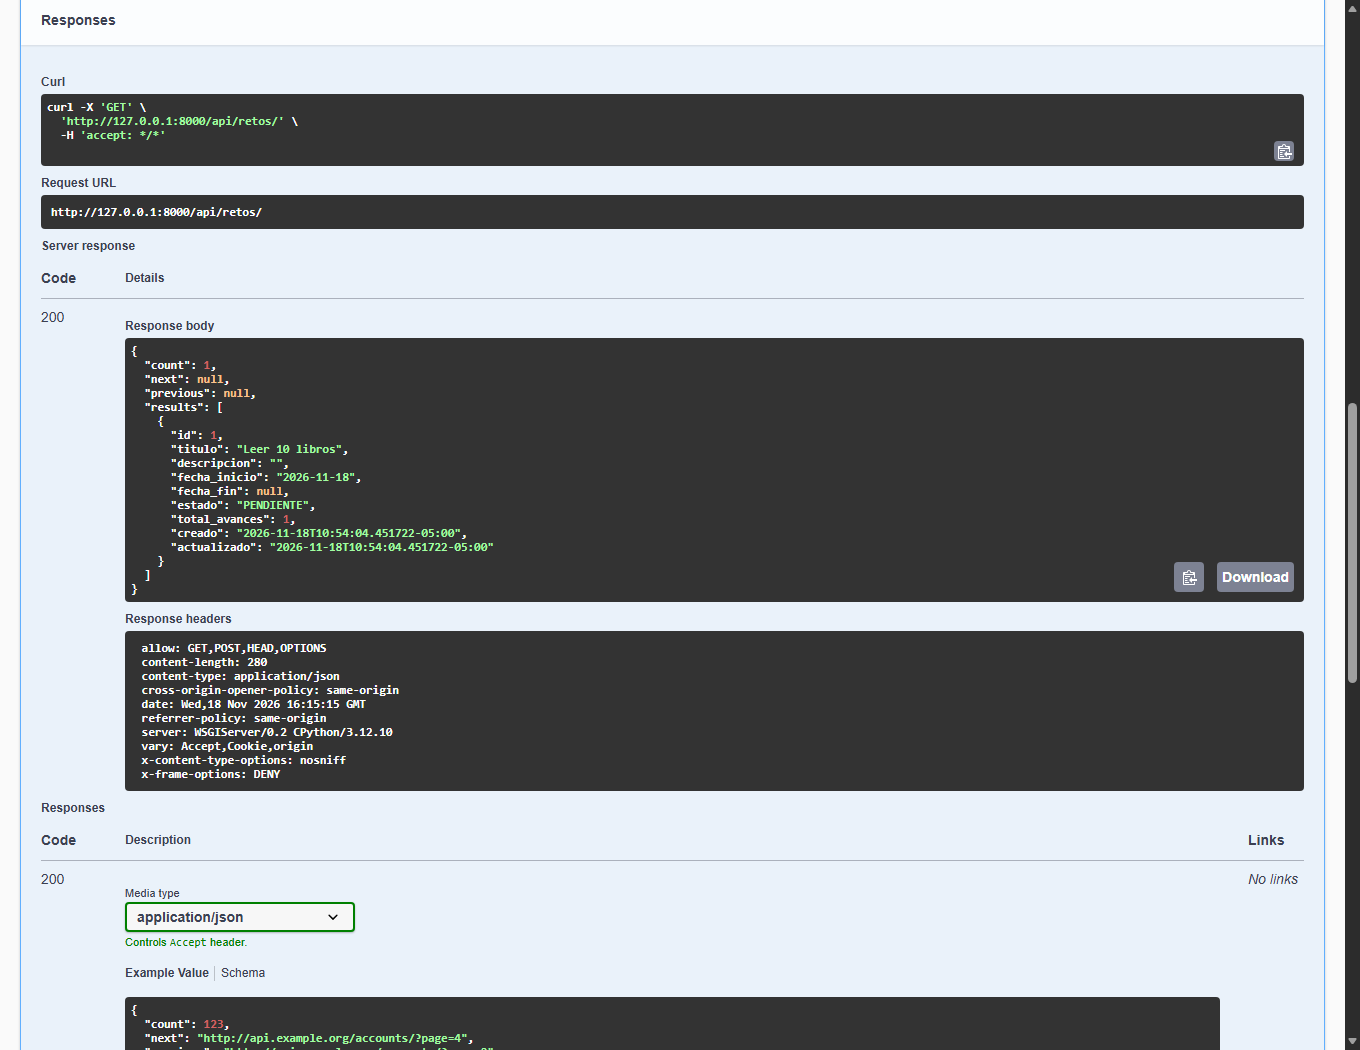 Responses
Curl
curl -X 'GET' \
  'http://127.0.0.1:8000/api/retos/' \
  -H 'accept: */*'
Request URL
http://127.0.0.1:8000/api/retos/
Server response
Code Details
200
Response body
{
  "count": 1,
  "next": null,
  "previous": null,
  "results": [
    {
      "id": 1,
      "titulo": "Leer 10 libros",
      "descripcion": "",
      "fecha_inicio": "2026-11-18",
      "fecha_fin": null,
      "estado": "PENDIENTE",
      "total_avances": 1,
      "creado": "2026-11-18T10:54:04.451722-05:00",
      "actualizado": "2026-11-18T10:54:04.451722-05:00"
    }
  ]
}
Download
Response headers
allow: GET,POST,HEAD,OPTIONS
content-length: 280
content-type: application/json
cross-origin-opener-policy: same-origin
date: Wed,18 Nov 2026 16:15:15 GMT
referrer-policy: same-origin
server: WSGIServer/0.2 CPython/3.12.10
vary: Accept,Cookie,origin
x-content-type-options: nosniff
x-frame-options: DENY
Responses
Code Description Links
200 No links
Media type
application/json
Controls Accept header.
Example Value Schema
{
  "count": 123,
  "next": "http://api.example.org/accounts/?page=4",